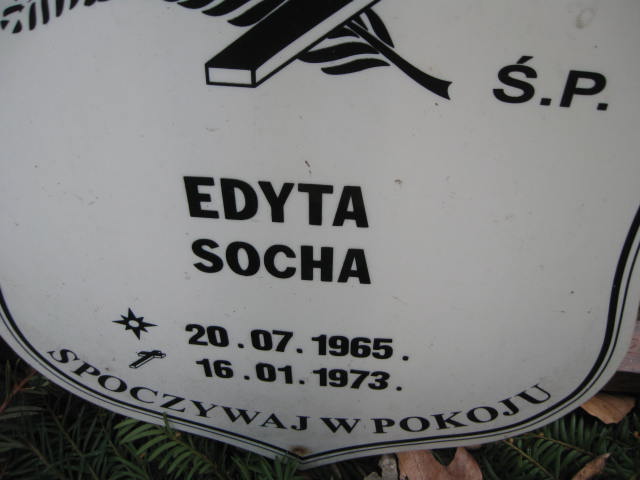 Ś.P.
EDYTA
SOCHA
20.07.1965.
16.01.1973.
SPOCZYWAJ W POKOJU